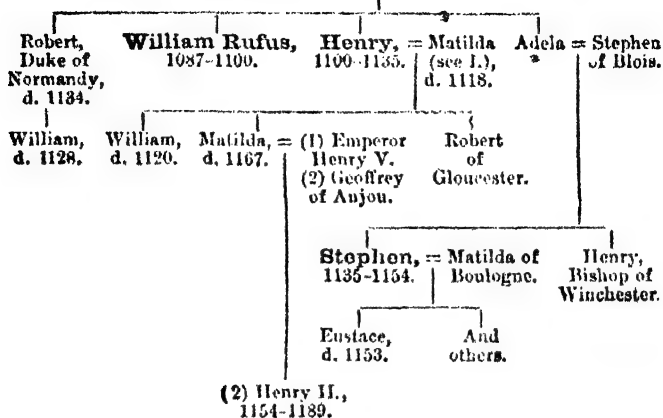 Robert,
Duke of
Normandy,
d. 1134.
William Rufus,
1087-1100.
Henry, = Matilda
1100-1135. (see I.),
d. 1118.
Adela = Stephen
of Blois.
William,
d. 1128.
William,
d. 1120.
Matilda, = (1) Emperor
d. 1167. Henry V.
(2) Geoffrey
of Anjou.
Robert
of
Gloucester.
Stephen, = Matilda of
1135-1154. Boulogne.
Henry,
Bishop of
Winchester.
Eustace,
d. 1153.
And
others.
(2) Henry II.,
1154-1189.